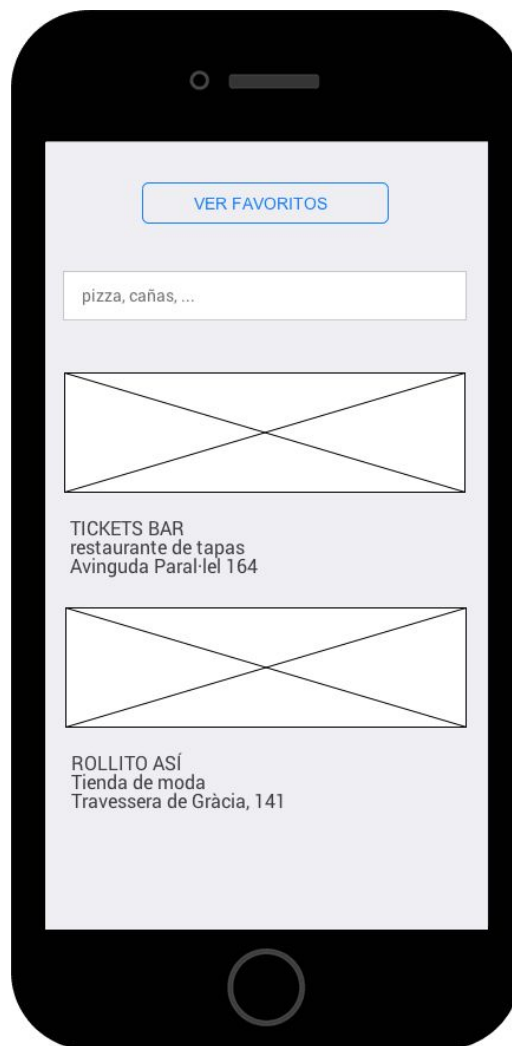 VER FAVORITOS
pizza, cañas, ...
TICKETS BAR
restaurante de tapas
Avinguda Paral·lel 164
ROLLITO ASÍ
Tienda de moda
Travessera de Gràcia, 141